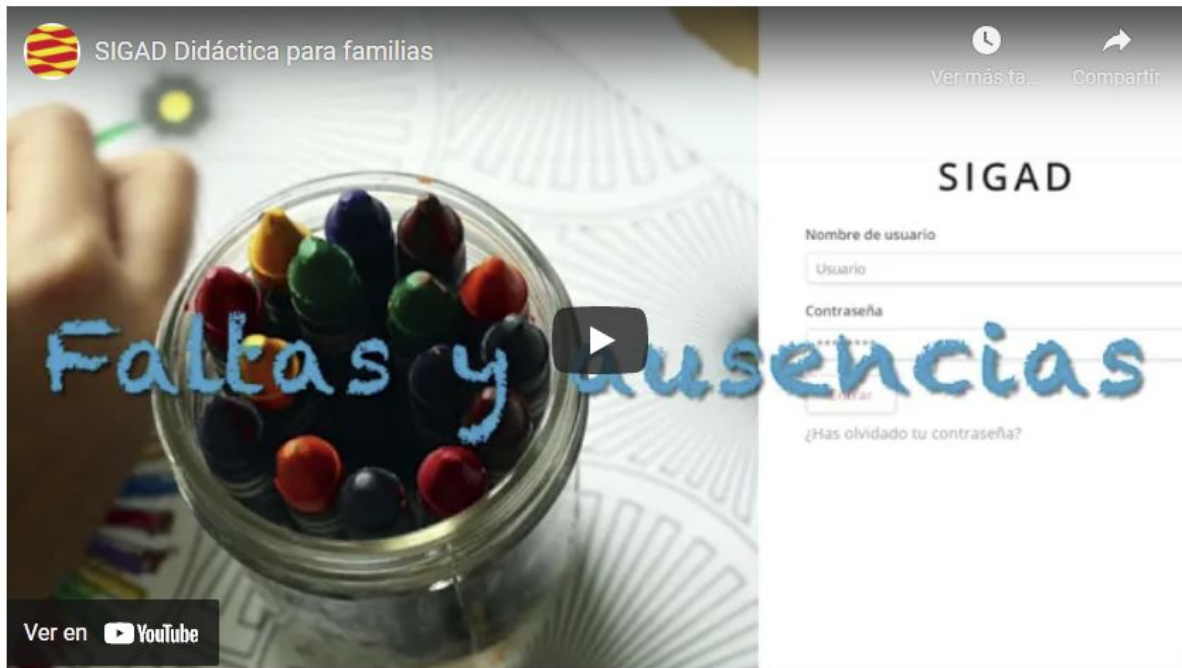 SIGAD Didáctica para familias
Ver más ta...
Compartir
SIGAD
Nombre de usuario
Usuario
Contraseña
Faltas y ausencias
Entrar
¿Has olvidado tu contraseña?
Ver en YouTube